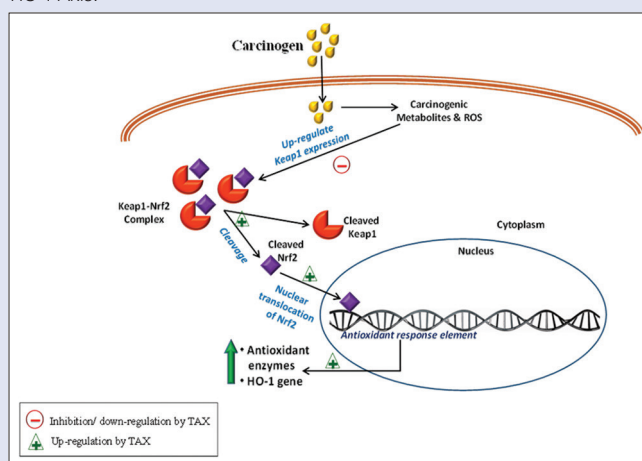 Carcinogen
Carcinogenic
Metabolites & ROS
Up-regulate
Keap1 expression
Keap1-Nrf2
Complex
Cleaved
Keap1
Cytoplasm
Cleavage
Cleaved
Nrf2
Nucleus
Nuclear
translocation
of Nrf2
Antioxidant response element
• Antioxidant
enzymes
• HO-1 gene
Inhibition/ down-regulation by TAX
Up-regulation by TAX